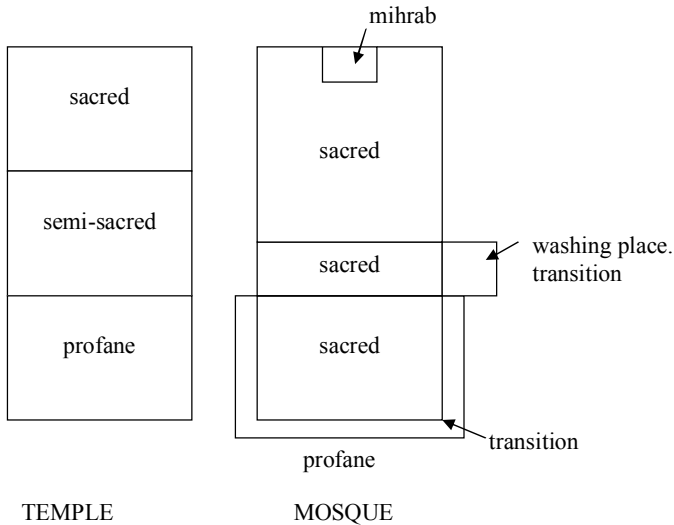 mihrab
sacred
sacred
semi-sacred
washing place.
transition
sacred
profane
sacred
transition
profane
TEMPLE
MOSQUE